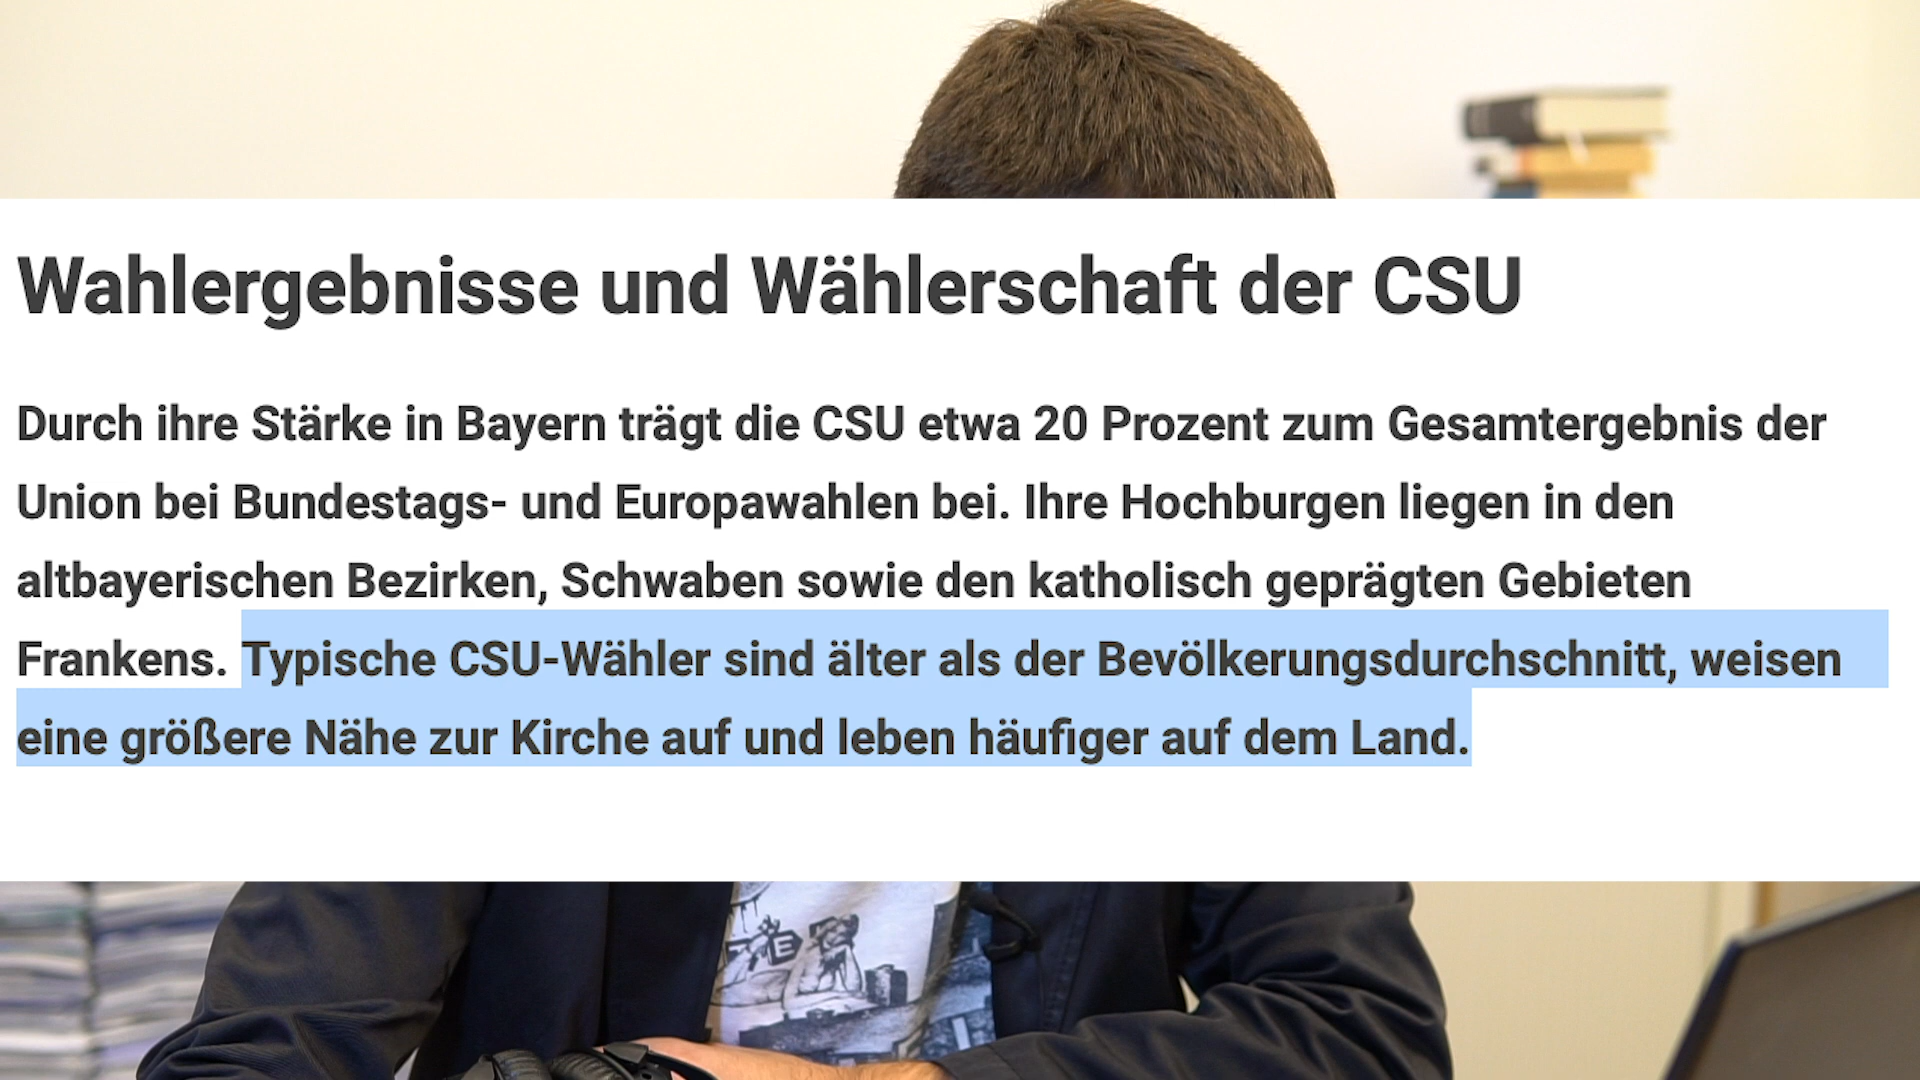 Wahlergebnisse und Wählerschaft der CSU
Durch ihre Stärke in Bayern trägt die CSU etwa 20 Prozent zum Gesamtergebnis der
Union bei Bundestags- und Europawahlen bei. Ihre Hochburgen liegen in den
altbayerischen Bezirken, Schwaben sowie den katholisch geprägten Gebieten
Frankens. Typische CSU-Wähler sind älter als der Bevölkerungsdurchschnitt, weisen
eine größere Nähe zur Kirche auf und leben häufiger auf dem Land.